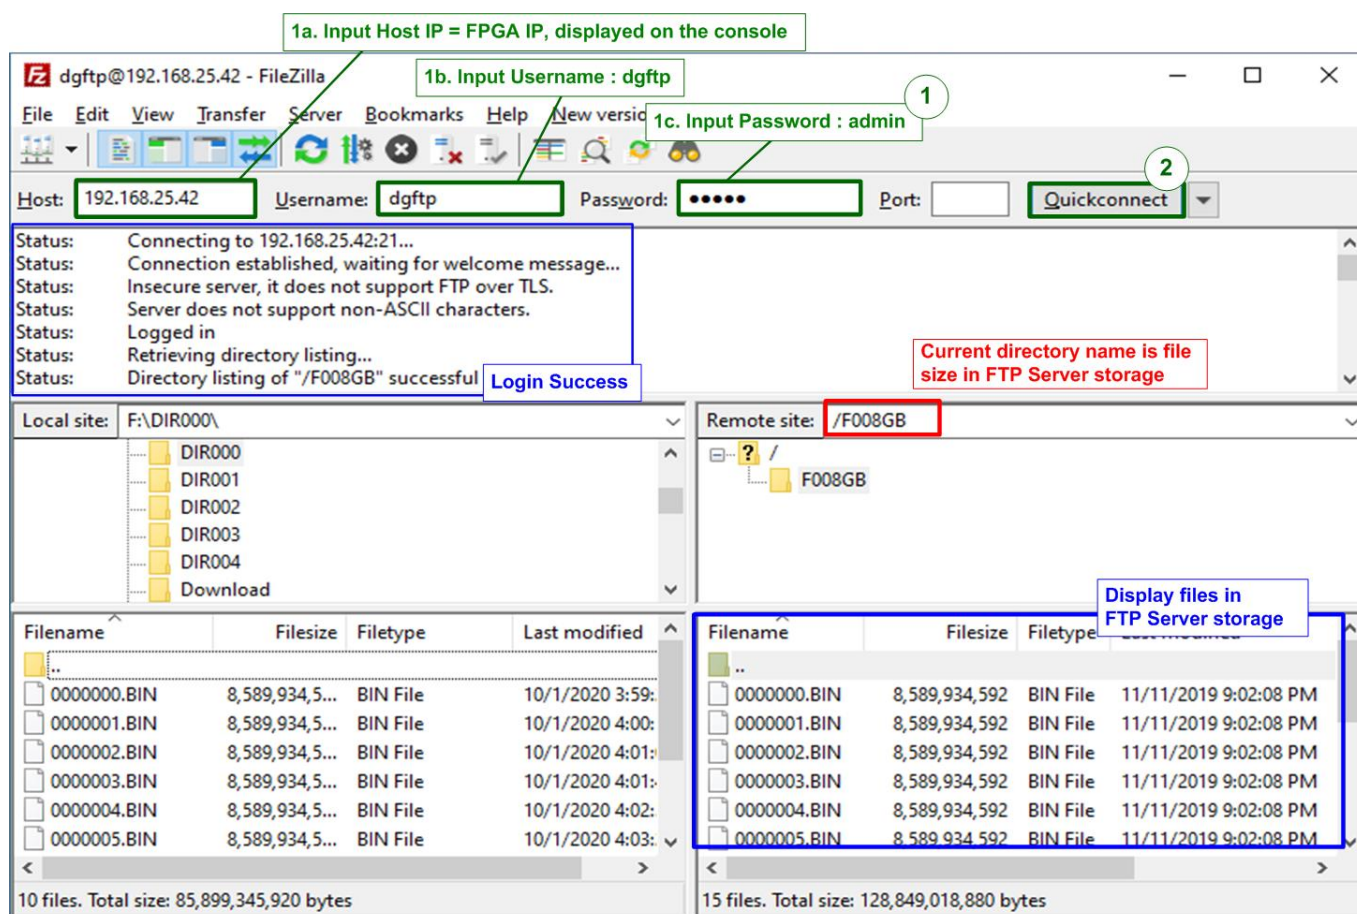 1a. Input Host IP = FPGA IP, displayed on the console
dgftp@192.168.25.42 - FileZilla
1b. Input Username : dgftp
File Edit View Transfer Server Bookmarks Help New versio
1c. Input Password : admin
1
2
Host: 192.168.25.42 Username: dgftp Password: ●●●●● Port: Quickconnect
Status: Connecting to 192.168.25.42:21...
Status: Connection established, waiting for welcome message...
Status: Insecure server, it does not support FTP over TLS.
Status: Server does not support non-ASCII characters.
Status: Logged in
Status: Retrieving directory listing...
Status: Directory listing of "/F008GB" successful
Login Success
Current directory name is file
size in FTP Server storage
Local site: F:\DIR000\
DIR000
DIR001
DIR002
DIR003
DIR004
Download
Remote site: /F008GB
? /
F008GB
Display files in
FTP Server storage
Filename Filesize Filetype Last modified
..
0000000.BIN 8,589,934,5... BIN File 10/1/2020 3:59:
0000001.BIN 8,589,934,5... BIN File 10/1/2020 4:00:
0000002.BIN 8,589,934,5... BIN File 10/1/2020 4:01:
0000003.BIN 8,589,934,5... BIN File 10/1/2020 4:01:
0000004.BIN 8,589,934,5... BIN File 10/1/2020 4:02:
0000005.BIN 8,589,934,5... BIN File 10/1/2020 4:03:
10 files. Total size: 85,899,345,920 bytes
Filename Filesize Filetype Last modified
..
0000000.BIN 8,589,934,592 BIN File 11/11/2019 9:02:08 PM
0000001.BIN 8,589,934,592 BIN File 11/11/2019 9:02:08 PM
0000002.BIN 8,589,934,592 BIN File 11/11/2019 9:02:08 PM
0000003.BIN 8,589,934,592 BIN File 11/11/2019 9:02:08 PM
0000004.BIN 8,589,934,592 BIN File 11/11/2019 9:02:08 PM
0000005.BIN 8,589,934,592 BIN File 11/11/2019 9:02:08 PM
15 files. Total size: 128,849,018,880 bytes